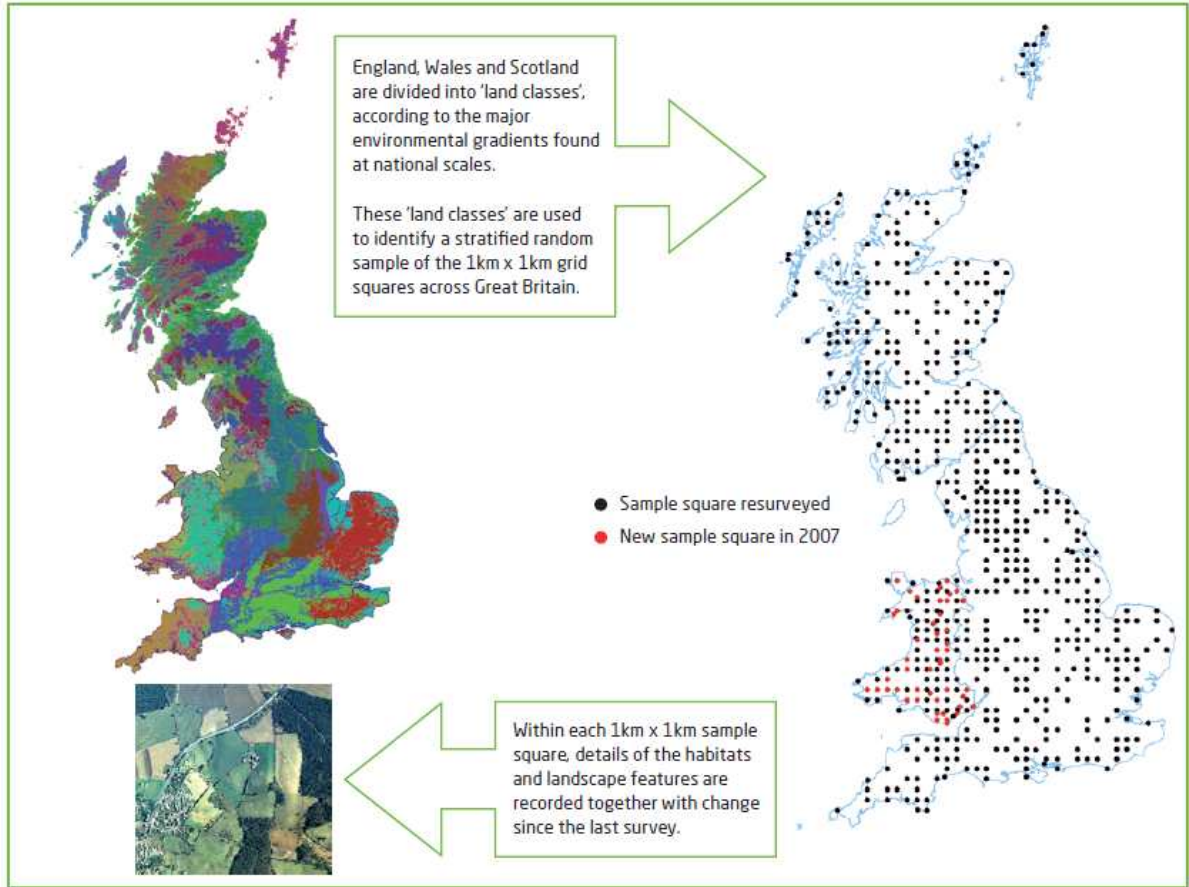 England, Wales and Scotland
are divided into 'land classes',
according to the major
environmental gradients found
at national scales.
These 'land classes' are used
to identify a stratified random
sample of the 1km x 1km grid
squares across Great Britain.
Sample square resurveyed
New sample square in 2007
Within each 1km x 1km sample
square, details of the habitats
and landscape features are
recorded together with change
since the last survey.